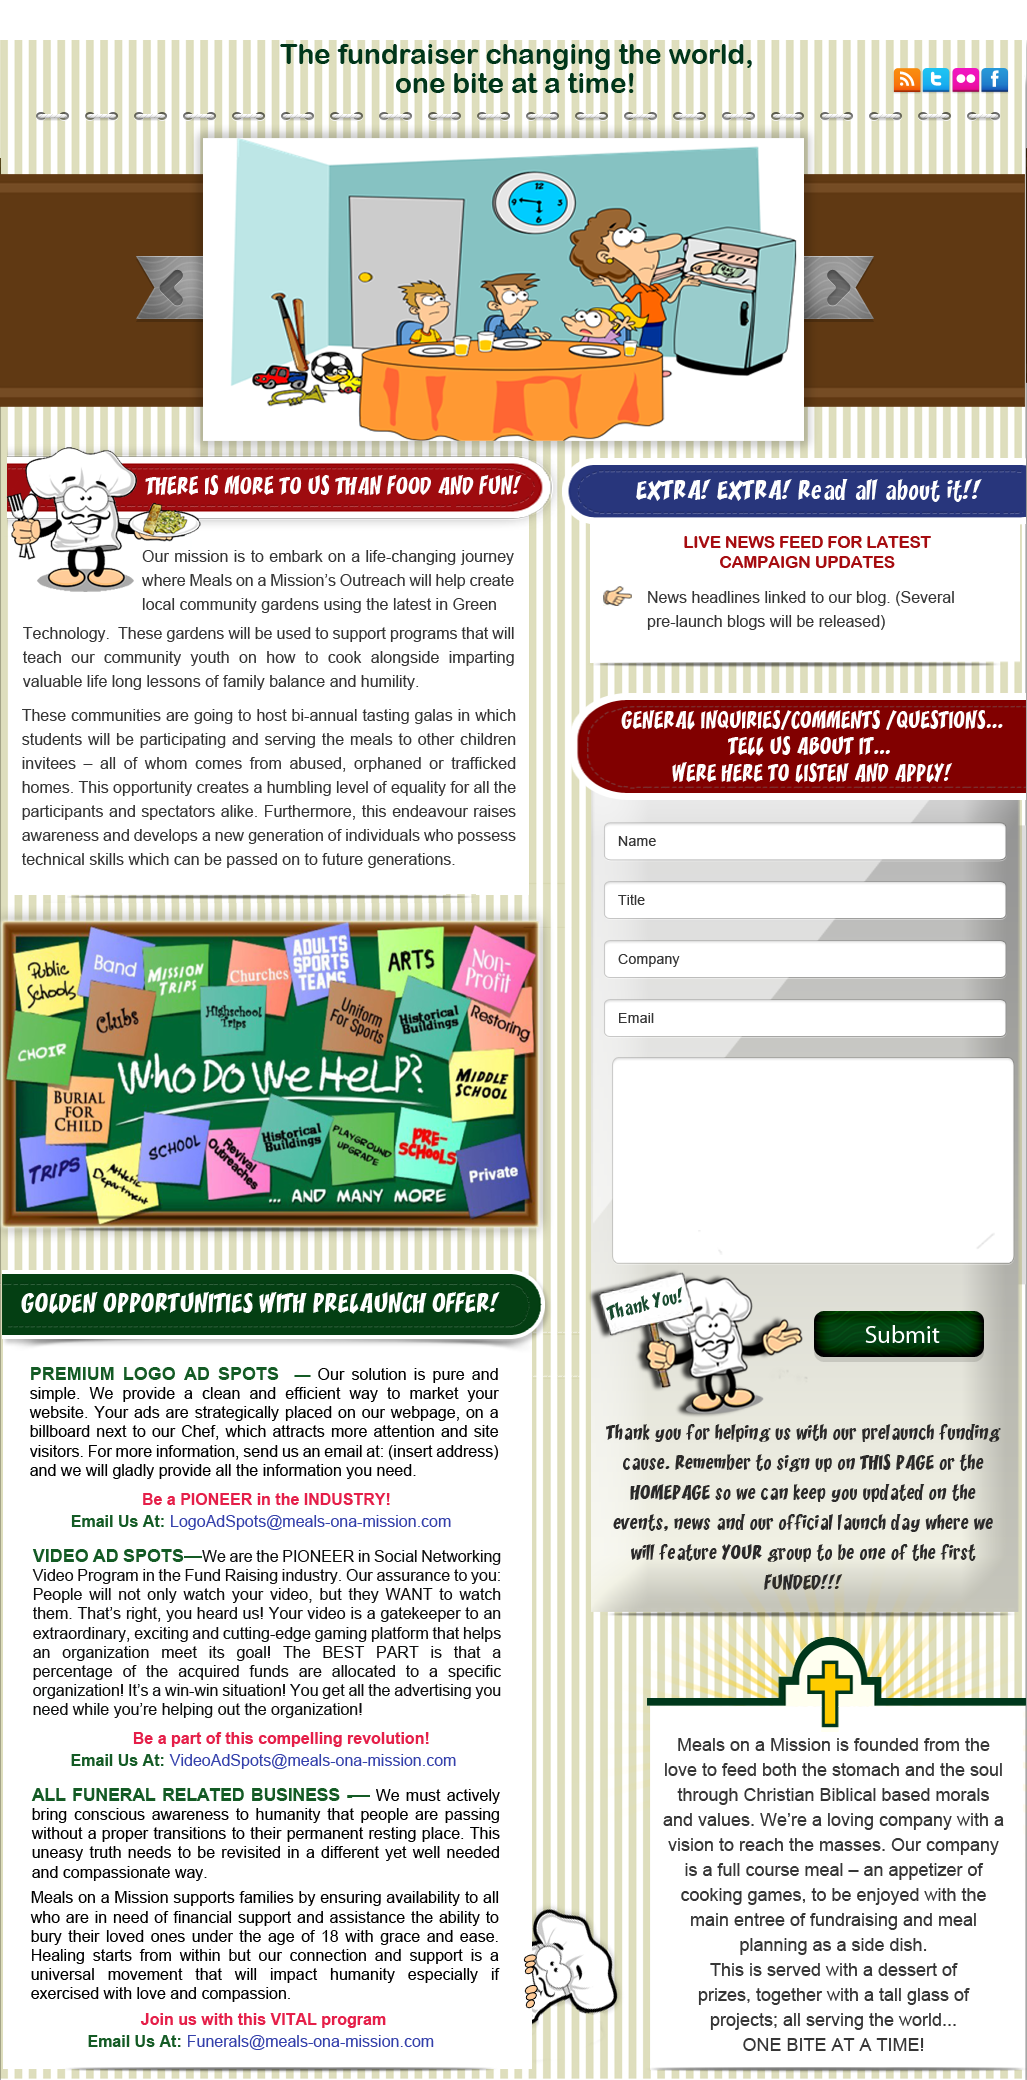 The fundraiser changing the world,
one bite at a time!
12
9
3
6
THERE IS MORE TO US THAN FOOD AND FUN!
Our mission is to embark on a life-changing journey
where Meals on a Mission's Outreach will help create
local community gardens using the latest in Green
Technology.  These gardens will be used to support programs that will
teach our community youth on how to cook alongside imparting
valuable life long lessons of family balance and humility.
These communities are going to host bi-annual tasting galas in which
students will be participating and serving the meals to other children
invitees – all of whom comes from abused, orphaned or trafficked
homes. This opportunity creates a humbling level of equality for all the
participants and spectators alike. Furthermore, this endeavour raises
awareness and develops a new generation of individuals who possess
technical skills which can be passed on to future generations.
Public
Schools
Band
MISSION
TRIPS
Churches
ADULTS
SPORTS
TEAMS
ARTS
Non-
Profit
Clubs
Highschool
Trips
Uniform
For Sports
Historical
Buildings
Restoring
CHOIR
WHO DO WE HELP?
MIDDLE
SCHOOL
BURIAL
FOR
CHILD
TRIPS
Athletic
Department
SCHOOL
Revival
Outreaches
Historical
Buildings
PLAYGROUND
UPGRADE
PRE-
SCHOOLS
Private
... AND MANY MORE
GOLDEN OPPORTUNITIES WITH PRELAUNCH OFFER!
PREMIUM LOGO AD SPOTS — Our solution is pure and
simple. We provide a clean and efficient way to market your
website. Your ads are strategically placed on our webpage, on a
billboard next to our Chef, which attracts more attention and site
visitors. For more information, send us an email at: (insert address)
and we will gladly provide all the information you need.
Be a PIONEER in the INDUSTRY!
Email Us At: LogoAdSpots@meals-ona-mission.com
VIDEO AD SPOTS—We are the PIONEER in Social Networking
Video Program in the Fund Raising industry. Our assurance to you:
People will not only watch your video, but they WANT to watch
them. That's right, you heard us! Your video is a gatekeeper to an
extraordinary, exciting and cutting-edge gaming platform that helps
an organization meet its goal! The BEST PART is that a
percentage of the acquired funds are allocated to a specific
organization! It's a win-win situation! You get all the advertising you
need while you're helping out the organization!
Be a part of this compelling revolution!
Email Us At: VideoAdSpots@meals-ona-mission.com
ALL FUNERAL RELATED BUSINESS -— We must actively
bring conscious awareness to humanity that people are passing
without a proper transitions to their permanent resting place. This
uneasy truth needs to be revisited in a different yet well needed
and compassionate way.
Meals on a Mission supports families by ensuring availability to all
who are in need of financial support and assistance the ability to
bury their loved ones under the age of 18 with grace and ease.
Healing starts from within but our connection and support is a
universal movement that will impact humanity especially if
exercised with love and compassion.
Join us with this VITAL program
Email Us At: Funerals@meals-ona-mission.com
EXTRA! EXTRA! Read all about it!!
LIVE NEWS FEED FOR LATEST
CAMPAIGN UPDATES
News headlines linked to our blog. (Several
pre-launch blogs will be released)
GENERAL INQUIRIES/COMMENTS /QUESTIONS...
TELL US ABOUT IT...
WERE HERE TO LISTEN AND APPLY!
Name
Title
Company
Email
Thank You!
Submit
Thank you for helping us with our prelaunch funding
cause. Remember to sign up on THIS PAGE or the
HOMEPAGE so we can keep you updated on the
events, news and our official launch day where we
will feature YOUR group to be one of the first
FUNDED!!!
Meals on a Mission is founded from the
love to feed both the stomach and the soul
through Christian Biblical based morals
and values. We're a loving company with a
vision to reach the masses. Our company
is a full course meal – an appetizer of
cooking games, to be enjoyed with the
main entree of fundraising and meal
planning as a side dish.
This is served with a dessert of
prizes, together with a tall glass of
projects; all serving the world...
ONE BITE AT A TIME!